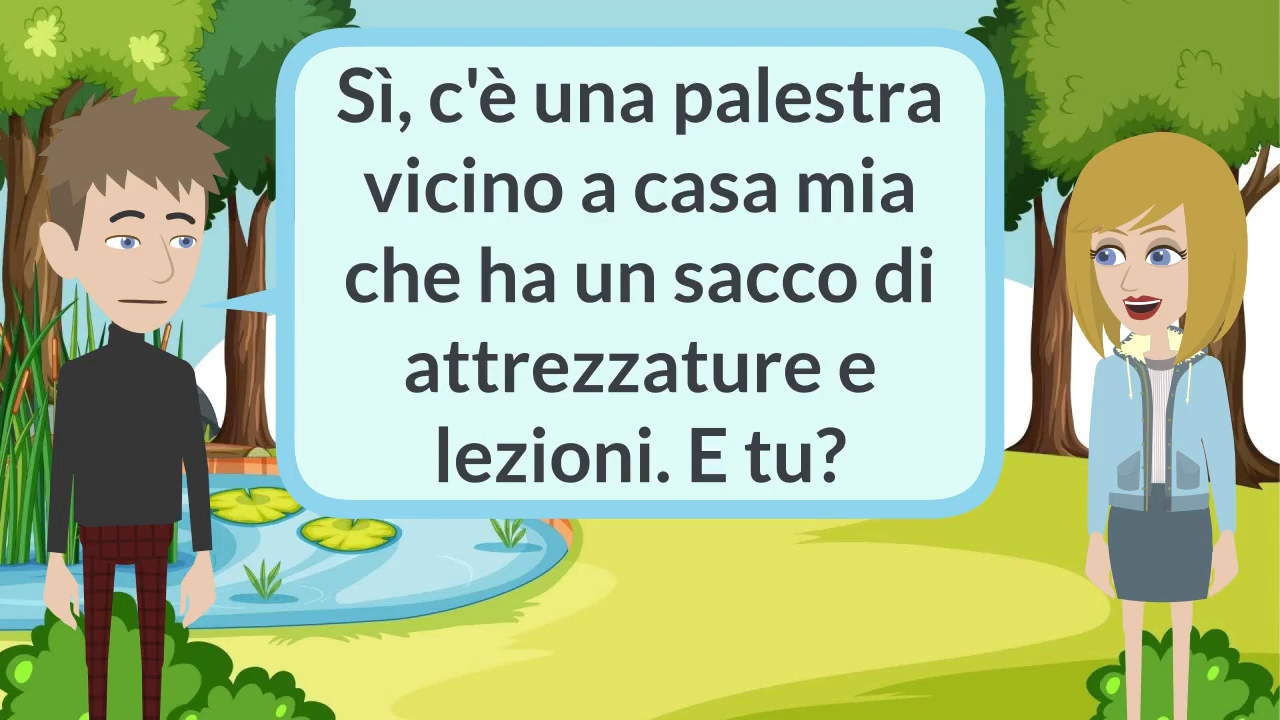 Sì, c'è una palestra
vicino a casa mia
che ha un sacco di
attrezzature e
lezioni. E tu?